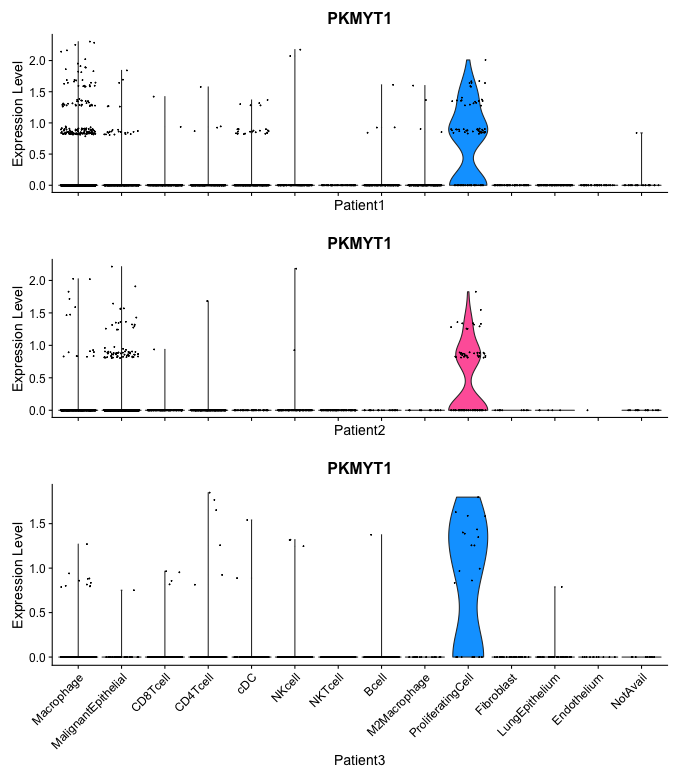 PKMYT1
Expression Level
2.0
1.5
1.0
0.5
0.0
Patient1
PKMYT1
Expression Level
2.0
1.5
1.0
0.5
0.0
Patient2
PKMYT1
Expression Level
1.5
1.0
0.5
0.0
Macrophage
MalignantEpithelial
CD8Tcell
CD4Tcell
cDC
NKcell
NKTcell
Bcell
M2Macrophage
ProliferatingCell
Fibroblast
LungEpithelium
Endothelium
NotAvail
Patient3